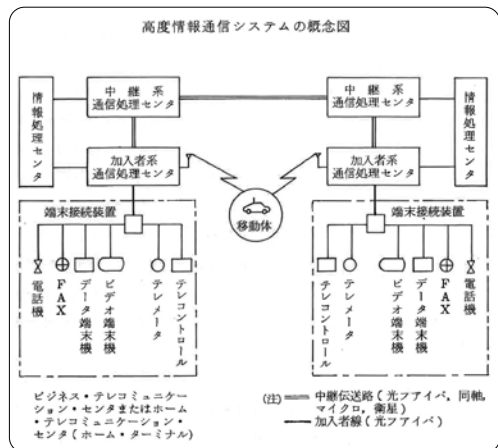 高度情報通信システムの概念図
情報処理センタ
中継系
通信処理センタ
中継系
通信処理センタ
情報処理センタ
加入者系
通信処理センタ
加入者系
通信処理センタ
移動体
端末接続装置
端末接続装置
電話機
FAX
データ端末機
ビデオ端末機
テレメータ
テレコントロール
テレコントロール
テレメータ
ビデオ端末機
データ端末機
FAX
電話機
ビジネス・テレコミュニケー
ション・センタまたはホーム
・テレコミュニケーション・
センタ(ホーム・ターミナル)
(注) 中継伝送路(光フアイバ,同軸,
マイクロ,衛星)
加入者線(光フアイバ)